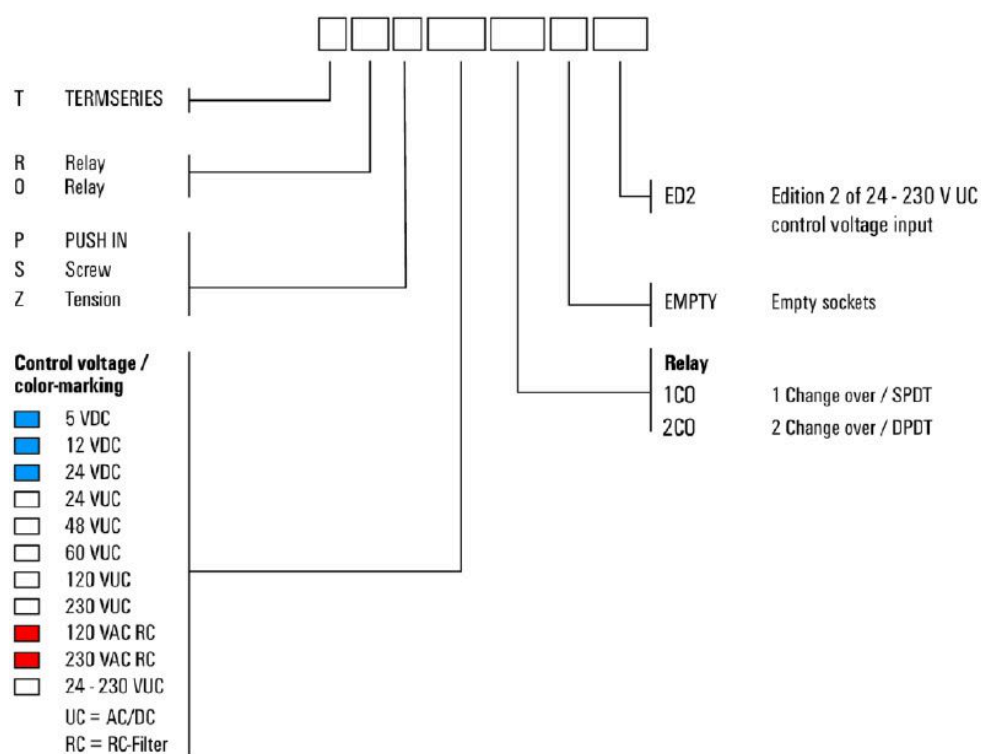 T TERMSERIES
R Relay
O Relay
P PUSH IN
S Screw
Z Tension
Control voltage /
color-marking
5 VDC
12 VDC
24 VDC
24 VUC
48 VUC
60 VUC
120 VUC
230 VUC
120 VAC RC
230 VAC RC
24 - 230 VUC
UC = AC/DC
RC = RC-Filter
ED2 Edition 2 of 24 - 230 V UC
control voltage input
EMPTY Empty sockets
Relay
1CO 1 Change over / SPDT
2CO 2 Change over / DPDT